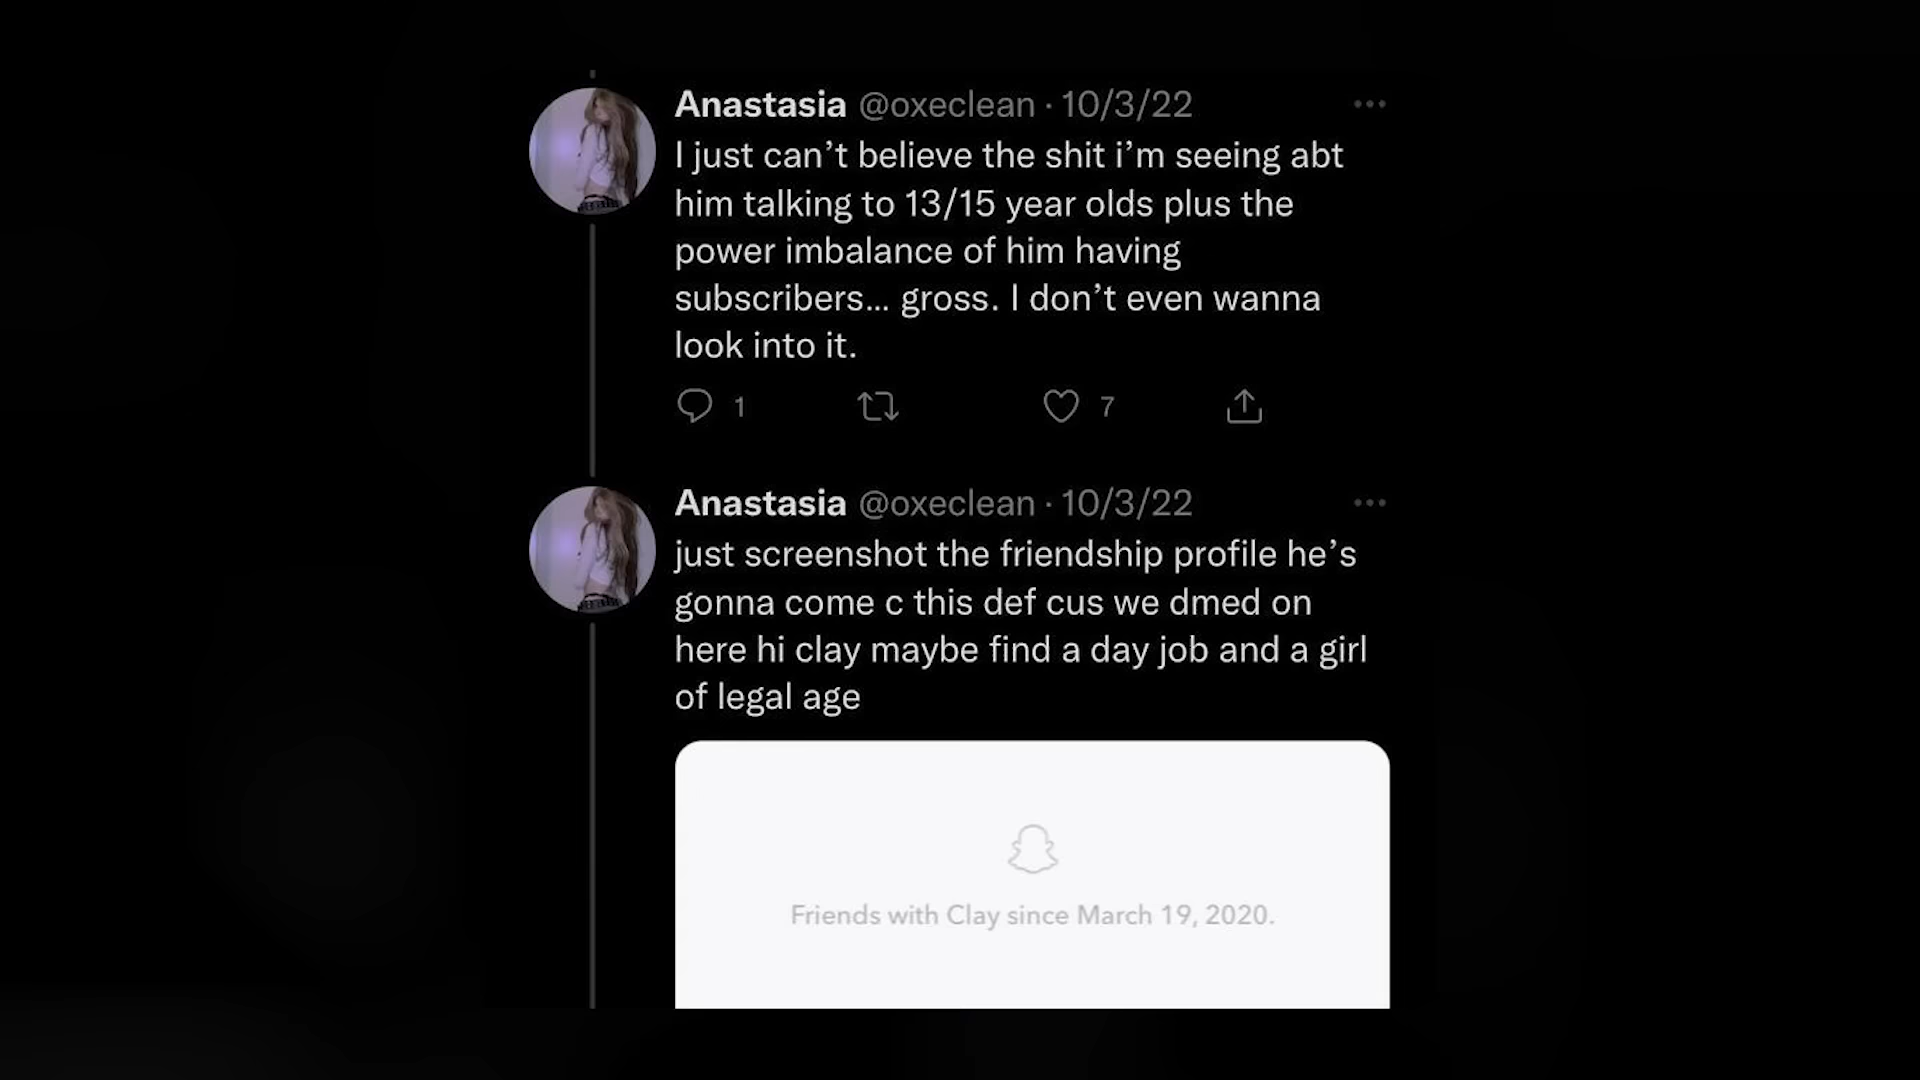 Anastasia @oxeclean · 10/3/22
I just can’t believe the shit i’m seeing abt
him talking to 13/15 year olds plus the
power imbalance of him having
subscribers... gross. I don’t even wanna
look into it.
1 7
Anastasia @oxeclean · 10/3/22
just screenshot the friendship profile he’s
gonna come c this def cus we dmed on
here hi clay maybe find a day job and a girl
of legal age
Friends with Clay since March 19, 2020.